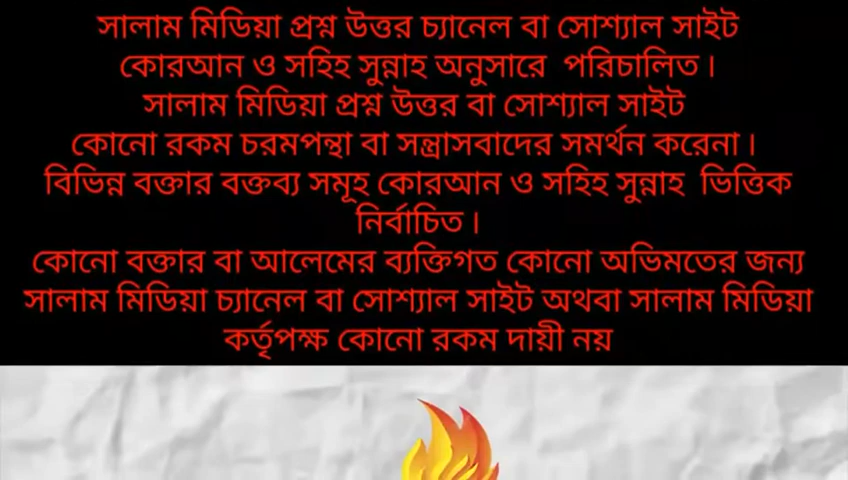 সালাম মিডিয়া প্রশ্ন উত্তর চ্যানেল বা সোশ্যাল সাইট
কোরআন ও সহিহ সুন্নাহ অনুসারে পরিচালিত।
সালাম মিডিয়া প্রশ্ন উত্তর বা সোশ্যাল সাইট
কোনো রকম চরমপন্থা বা সন্ত্রাসবাদের সমর্থন করেনা।
বিভিন্ন বক্তার বক্তব্য সমূহ কোরআন ও সহিহ সুন্নাহ ভিত্তিক
নির্বাচিত।
কোনো বক্তার বা আলেমের ব্যক্তিগত কোনো অভিমতের জন্য
সালাম মিডিয়া চ্যানেল বা সোশ্যাল সাইট অথবা সালাম মিডিয়া
কর্তৃপক্ষ কোনো রকম দায়ী নয়